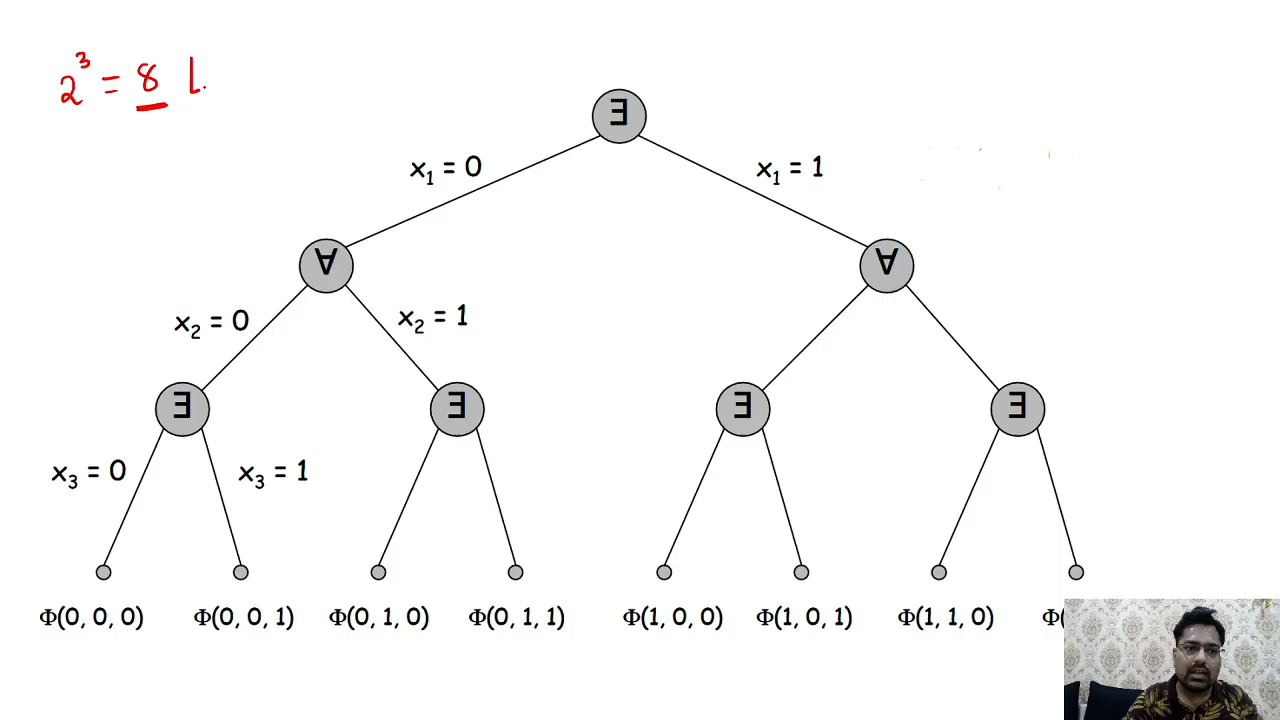 2³ = 8 L
∃
x₁ = 0 x₁ = 1
∀ ∀
x₂ = 0 x₂ = 1
∃ ∃ ∃ ∃
x₃ = 0 x₃ = 1
Φ(0, 0, 0) Φ(0, 0, 1) Φ(0, 1, 0) Φ(0, 1, 1) Φ(1, 0, 0) Φ(1, 0, 1) Φ(1, 1, 0) Φ(